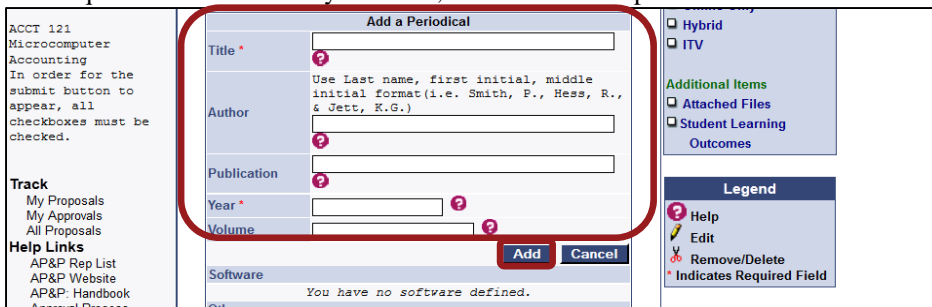 ACCT 121
Microcomputer
Accounting
In order for the
submit button to
appear, all
checkboxes must be
checked.
Track
My Proposals
My Approvals
All Proposals
Help Links
AP&P Rep List
AP&P Website
AP&P: Handbook
Add a Periodical
Title *
Author
Use Last name, first initial, middle
initial format(i.e. Smith, P., Hess, R.,
& Jett, K.G.)
Publication
Year *
Volume
Add Cancel
Software
You have no software defined.
Hybrid
ITV
Additional Items
Attached Files
Student Learning
Outcomes
Legend
Help
Edit
Remove/Delete
* Indicates Required Field